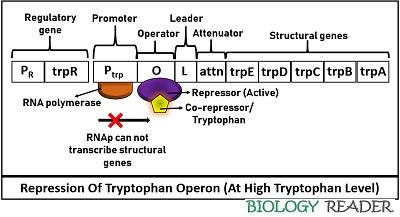 Regulatory
gene
Promoter
Operator
Leader
Attenuator
Structural genes
PR trpR
Ptrp O L attn trpE trpD trpC trpB trpA
RNA polymerase
Repressor (Active)
Co-repressor/
Tryptophan
RNAp can not
transcribe structural
genes
Repression Of Tryptophan Operon (At High Tryptophan Level)
BIOLOGY READER